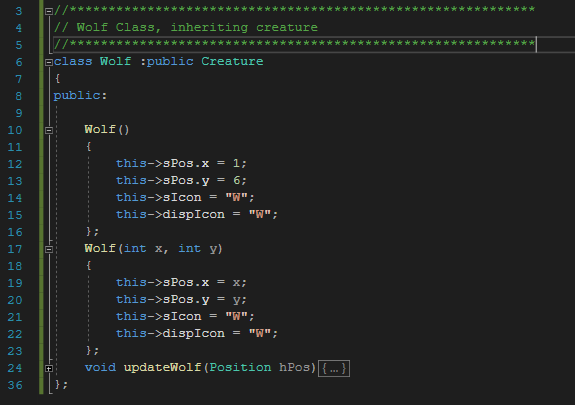 3 //************************************************************
4 // Wolf Class, inheriting creature
5 //************************************************************
6 class Wolf :public Creature
7 {
8 public:
9
10 Wolf()
11 {
12 this->sPos.x = 1;
13 this->sPos.y = 6;
14 this->sIcon = "W";
15 this->dispIcon = "W";
16 };
17 Wolf(int x, int y)
18 {
19 this->sPos.x = x;
20 this->sPos.y = y;
21 this->sIcon = "W";
22 this->dispIcon = "W";
23 };
24 void updateWolf(Position hPos){...}
36 };